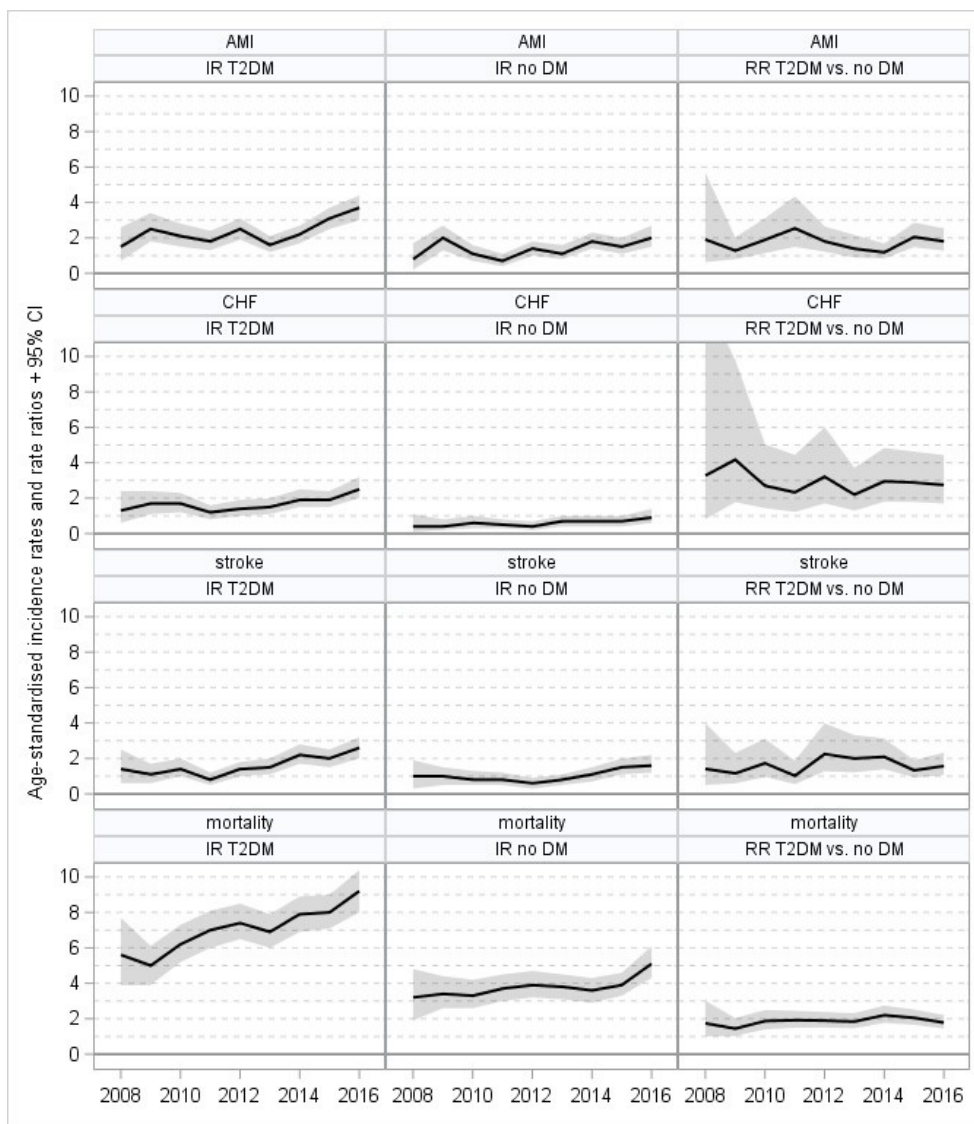 AMI AMI AMI
IR T2DM IR no DM RR T2DM vs. no DM
10
8
6
4
2
0
CHF CHF CHF
IR T2DM IR no DM RR T2DM vs. no DM
10
8
6
4
2
0
stroke stroke stroke
IR T2DM IR no DM RR T2DM vs. no DM
10
8
6
4
2
0
mortality mortality mortality
IR T2DM IR no DM RR T2DM vs. no DM
10
8
6
4
2
0
2008 2010 2012 2014 2016 2008 2010 2012 2014 2016 2008 2010 2012 2014 2016
Age-standardised incidence rates and rate ratios + 95% CI